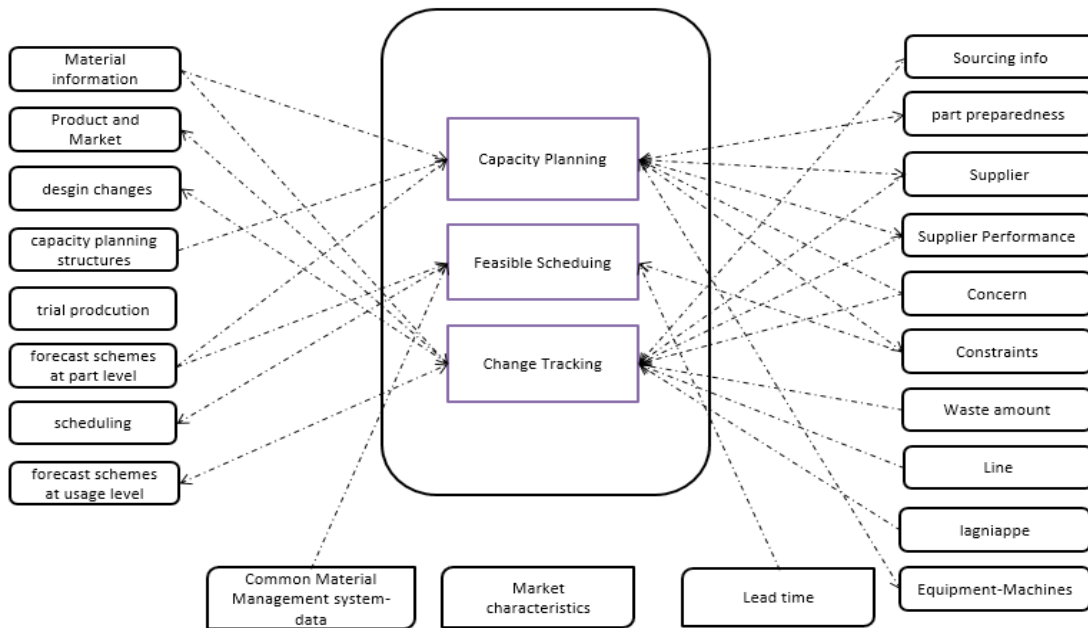 Material
information
Product and
Market
desgin changes
capacity planning
structures
trial prodcution
forecast schemes
at part level
scheduling
forecast schemes
at usage level
Capacity Planning
Feasible Scheduing
Change Tracking
Sourcing info
part preparedness
Supplier
Supplier Performance
Concern
Constraints
Waste amount
Line
lagniappe
Equipment-Machines
Common Material
Management system-
data
Market
characteristics
Lead time